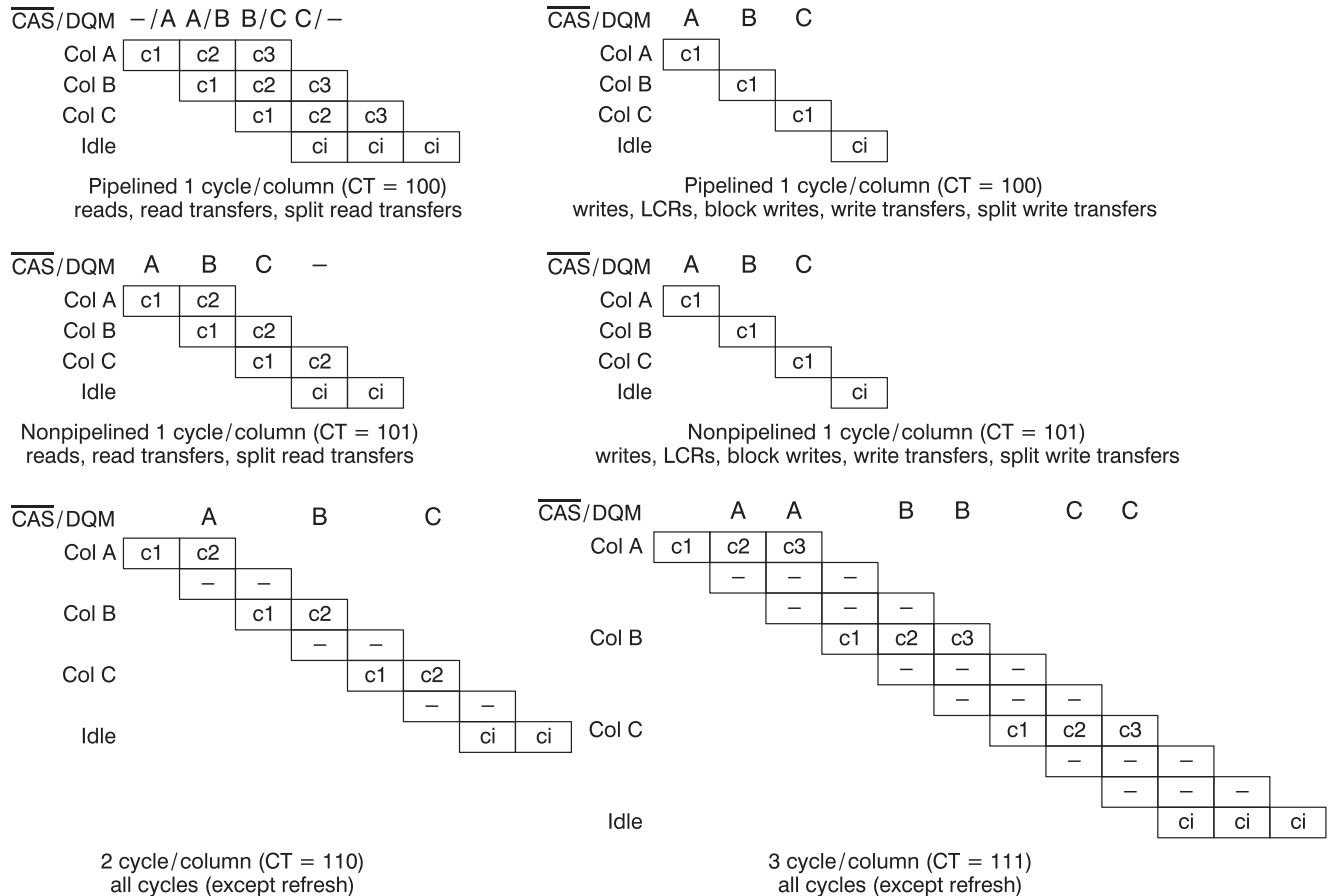 CAS/DQM –/A A/B B/C C/–
Col A c1 c2 c3
Col B c1 c2 c3
Col C c1 c2 c3
Idle ci ci ci
Pipelined 1 cycle/column (CT = 100)
reads, read transfers, split read transfers
CAS/DQM A B C
Col A c1
Col B c1
Col C c1
Idle ci
Pipelined 1 cycle/column (CT = 100)
writes, LCRs, block writes, write transfers, split write transfers
CAS/DQM A B C –
Col A c1 c2
Col B c1 c2
Col C c1 c2
Idle ci ci
Nonpipelined 1 cycle/column (CT = 101)
reads, read transfers, split read transfers
CAS/DQM A B C
Col A c1
Col B c1
Col C c1
Idle ci
Nonpipelined 1 cycle/column (CT = 101)
writes, LCRs, block writes, write transfers, split write transfers
CAS/DQM A B C
Col A c1 c2
– –
Col B c1 c2
– –
Col C c1 c2
– –
Idle ci ci
2 cycle/column (CT = 110)
all cycles (except refresh)
CAS/DQM A A B B C C
Col A c1 c2 c3
– – –
– – –
Col B c1 c2 c3
– – –
– – –
Col C c1 c2 c3
– – –
– – –
Idle ci ci ci
3 cycle/column (CT = 111)
all cycles (except refresh)